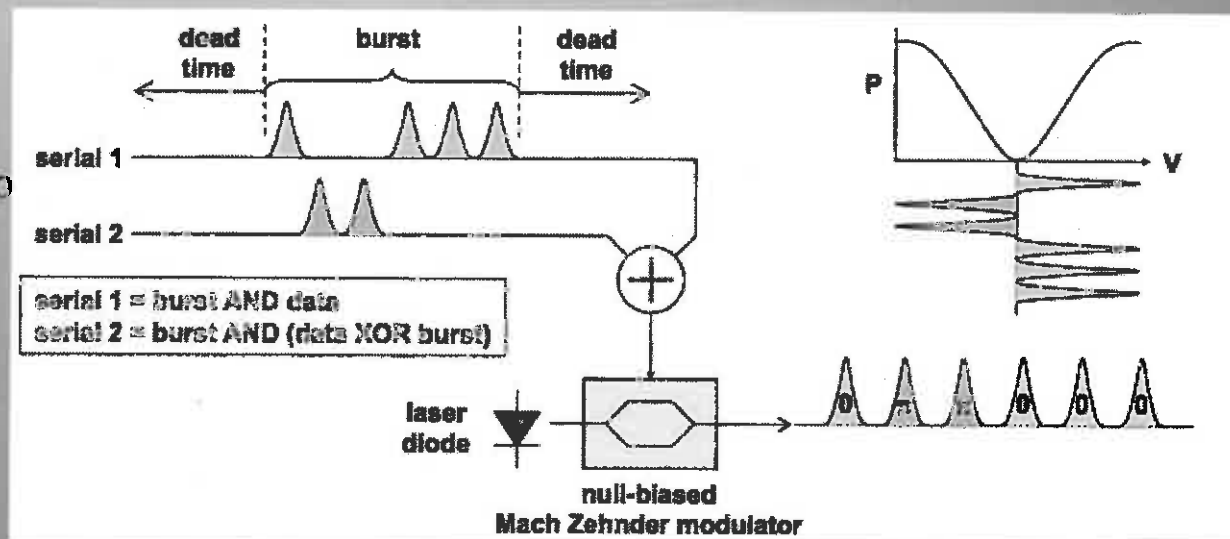 dead
time
burst
dead
time
serial 1
serial 2
serial 1 = burst AND data
serial 2 = burst AND (data XOR burst)
+
P
V
laser
diode
null-biased
Mach Zehnder modulator
0 π π 0 0 0